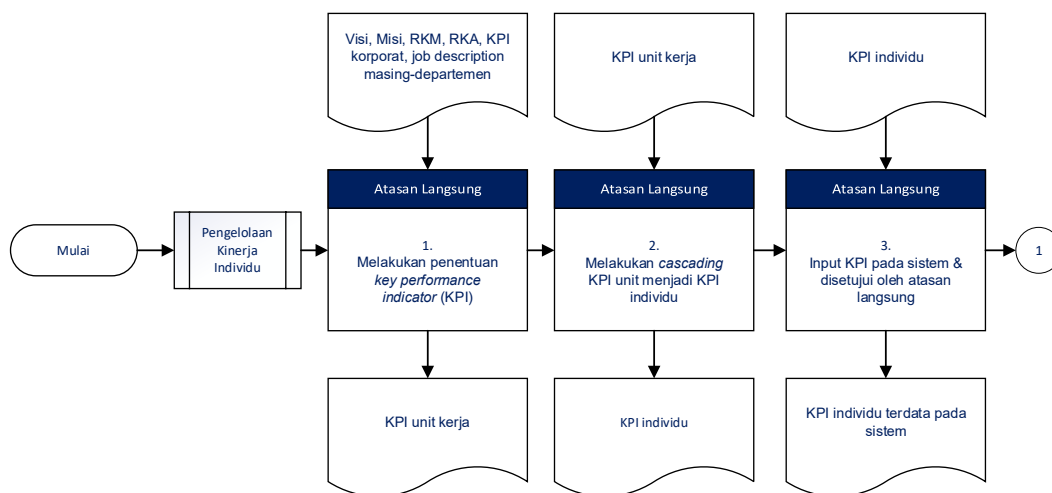 Visi, Misi, RKM, RKA, KPI
korporat, job description
masing-departemen
KPI unit kerja
KPI individu
Atasan Langsung
Atasan Langsung
Atasan Langsung
Mulai
Pengelolaan
Kinerja
Individu
1.
Melakukan penentuan
key performance
indicator (KPI)
2.
Melakukan cascading
KPI unit menjadi KPI
individu
3.
Input KPI pada sistem &
disetujui oleh atasan
langsung
1
KPI unit kerja
KPI individu
KPI individu terdata pada
sistem